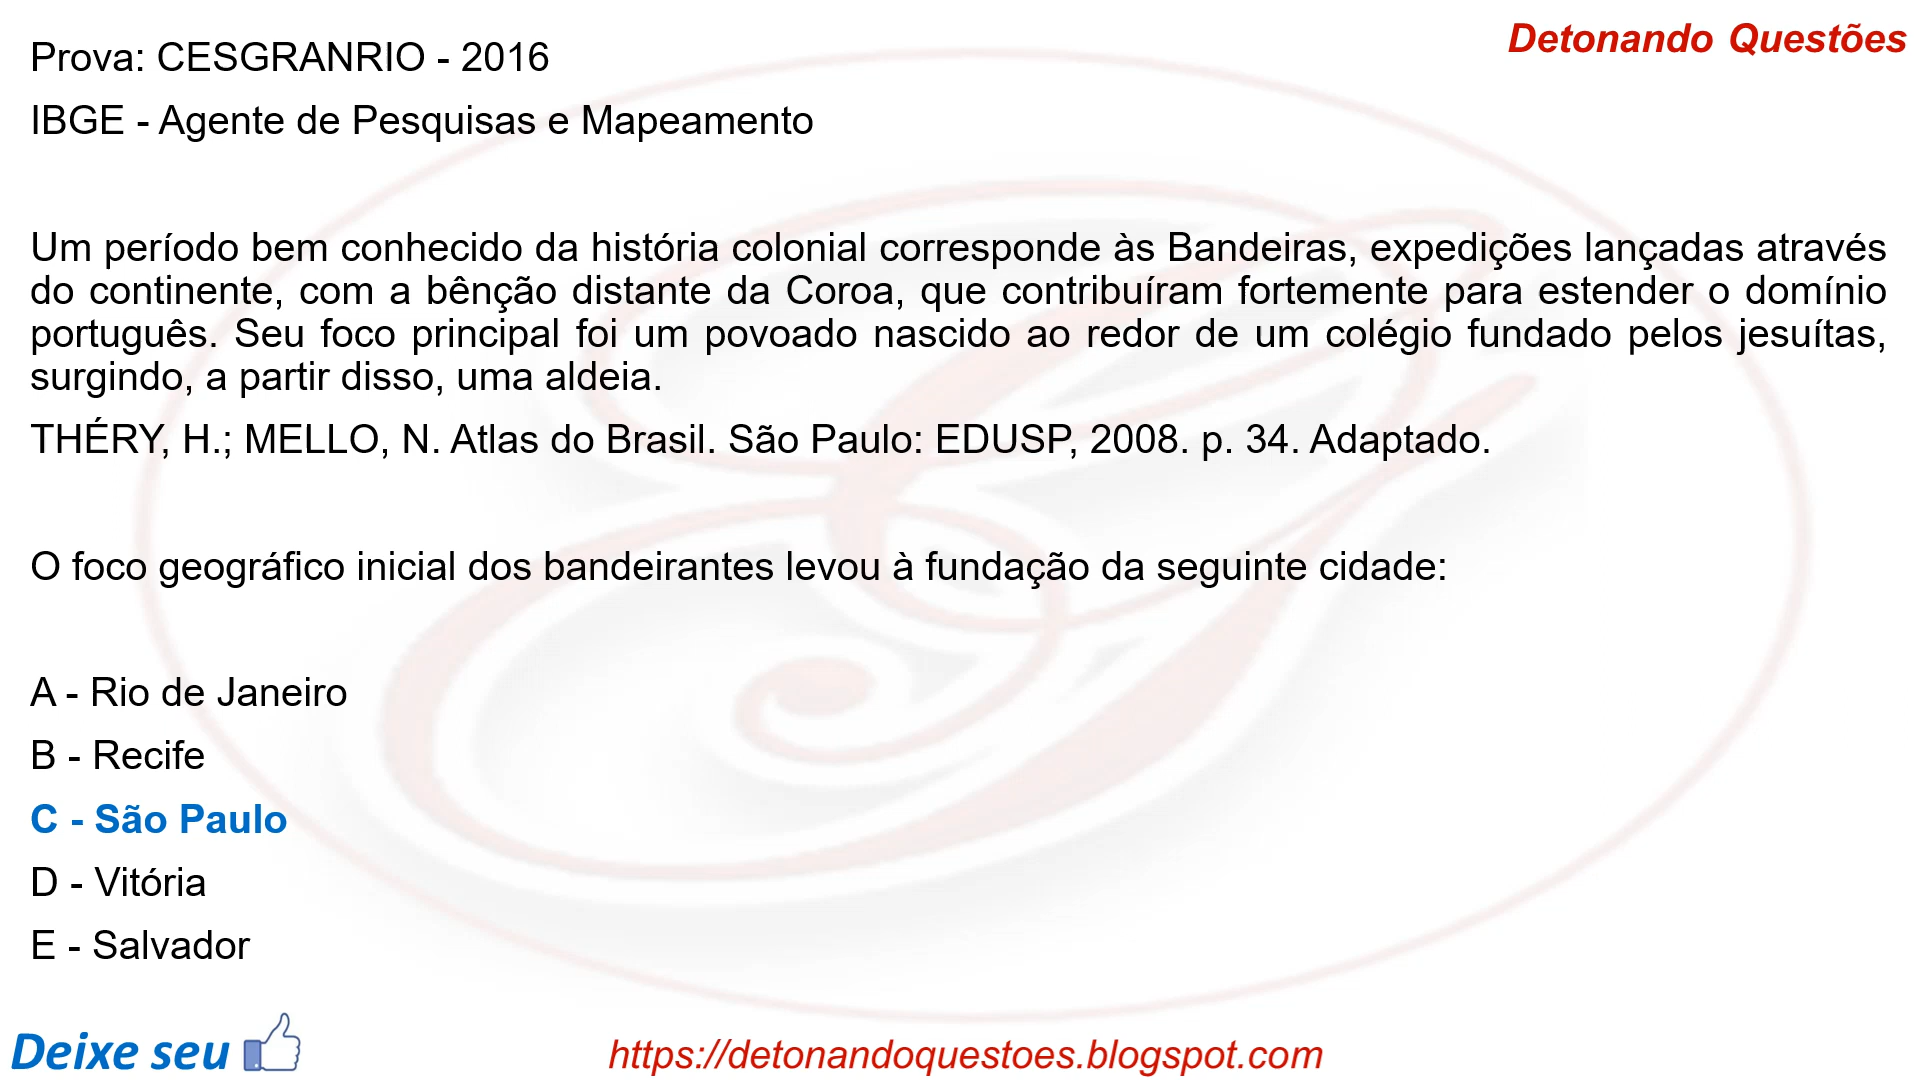 Detonando Questões
Prova: CESGRANRIO - 2016
IBGE - Agente de Pesquisas e Mapeamento
Um período bem conhecido da história colonial corresponde às Bandeiras, expedições lançadas através
do continente, com a bênção distante da Coroa, que contribuíram fortemente para estender o domínio
português. Seu foco principal foi um povoado nascido ao redor de um colégio fundado pelos jesuítas,
surgindo, a partir disso, uma aldeia.
THÉRY, H.; MELLO, N. Atlas do Brasil. São Paulo: EDUSP, 2008. p. 34. Adaptado.
O foco geográfico inicial dos bandeirantes levou à fundação da seguinte cidade:
A - Rio de Janeiro
B - Recife
C - São Paulo
D - Vitória
E - Salvador
Deixe seu
https://detonandoquestoes.blogspot.com